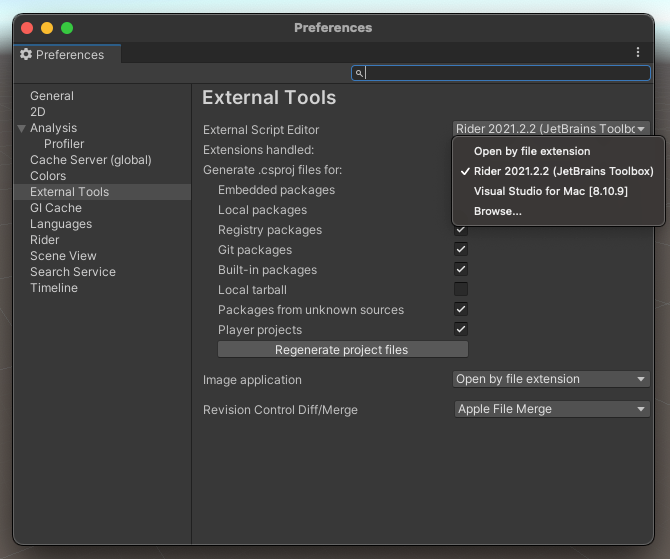 Preferences
Preferences
General
2D
Analysis
Profiler
Cache Server (global)
Colors
External Tools
GI Cache
Languages
Rider
Scene View
Search Service
Timeline
External Tools
External Script Editor
Rider 2021.2.2 (JetBrains Toolbo
Open by file extension
Rider 2021.2.2 (JetBrains Toolbox)
Visual Studio for Mac [8.10.9]
Browse...
Extensions handled:
Generate .csproj files for:
Embedded packages
Local packages
Registry packages
Git packages
Built-in packages
Local tarball
Packages from unknown sources
Player projects
Regenerate project files
Image application
Open by file extension
Revision Control Diff/Merge
Apple File Merge